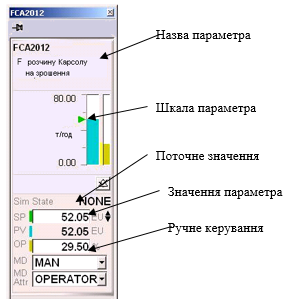 FCA2012
FCA2012
F розчину Карсолу
на зрошення
80.00
т/год
0.00
Sim State NONE
SP 52.05 EU
PV 52.05 EU
OP 29.50 %
MD MAN
MD Attr OPERATOR
Назва параметра
Шкала параметра
Поточне значення
Значення параметра
Ручне керування